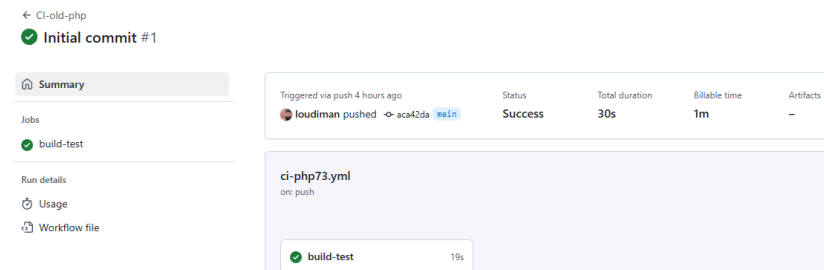 ← CI-old-php
Initial commit #1
Summary
Jobs
build-test
Run details
Usage
Workflow file
Triggered via push 4 hours ago
loudiman pushed aca42da main
Status
Success
Total duration
30s
Billable time
1m
Artifacts
–
ci-php73.yml
on: push
build-test 19s